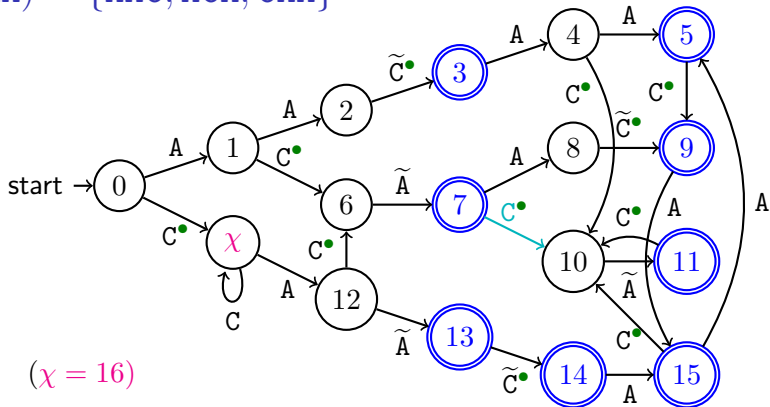 A 4 A 5
A C• C•
C̃• 3
2 C̃•
A 1 C• 8 9
A
start → 0 6 Ã 7 C• C• A A
C• χ C• 10 11
A 12 Ã
C Ã 13 C•
C̃• 14 A 15
(χ = 16)